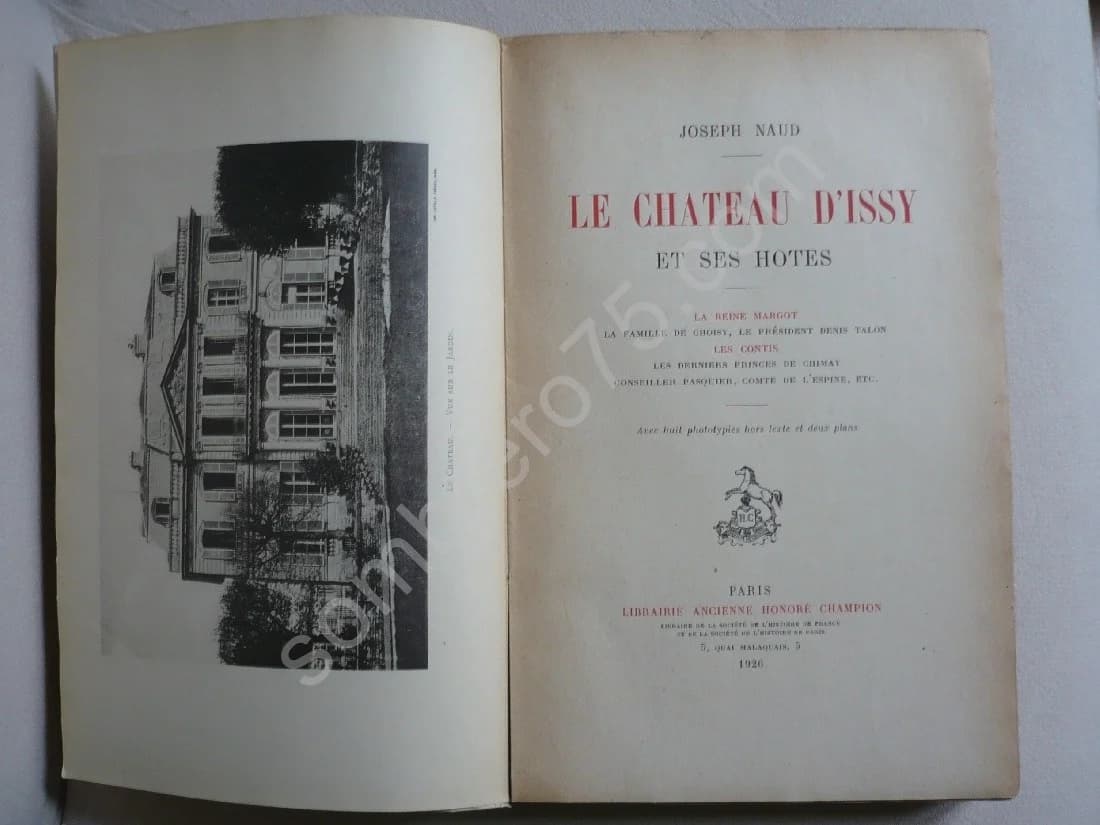 LE CHATEAU. — VUE SUR LE JARDIN.
JOSEPH NAUD
LE CHATEAU D'ISSY
ET SES HOTES
LA REINE MARGOT
LA FAMILLE DE CHOISY, LE PRÉSIDENT DENIS TALON
LES CONTIS
LES DERNIERS PRINCES DE CHIMAY
CONSEILLER PASQUIER, COMTE DE L'ESPINE, ETC.
Avec huit phototypies hors texte et deux plans
H.C
PARIS
LIBRAIRIE ANCIENNE HONORÉ CHAMPION
LIBRAIRE DE LA SOCIÉTÉ DE L'HISTOIRE DE FRANCE
ET DE LA SOCIÉTÉ DE L'HISTOIRE DE PARIS
5, QUAI MALAQUAIS, 5
1926
sombrero75.com